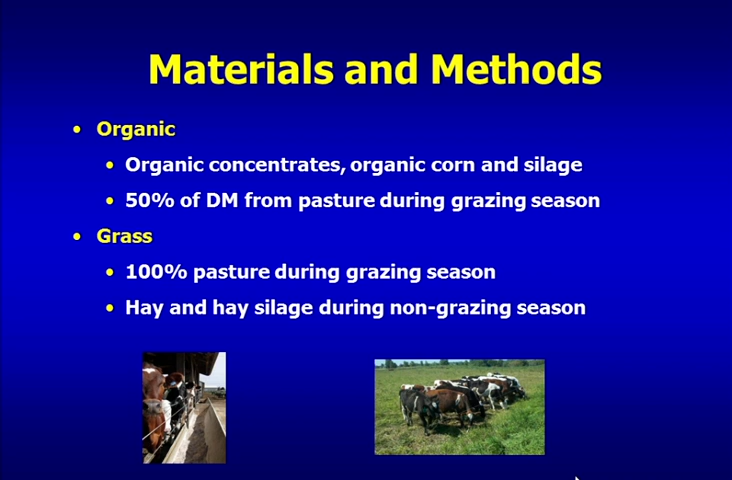 Materials and Methods
• Organic
• Organic concentrates, organic corn and silage
• 50% of DM from pasture during grazing season
• Grass
• 100% pasture during grazing season
• Hay and hay silage during non-grazing season